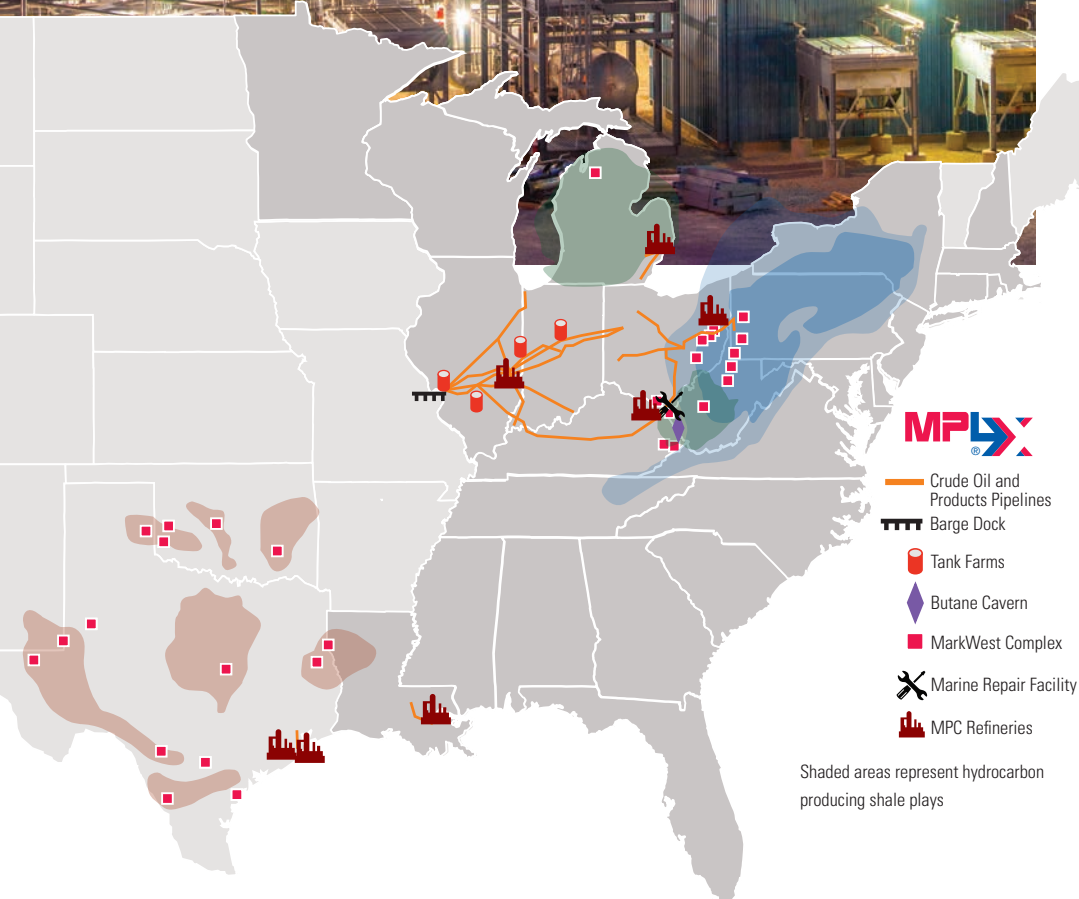 MPLX
®
Crude Oil and
Products Pipelines
Barge Dock
Tank Farms
Butane Cavern
MarkWest Complex
Marine Repair Facility
MPC Refineries
Shaded areas represent hydrocarbon
producing shale plays